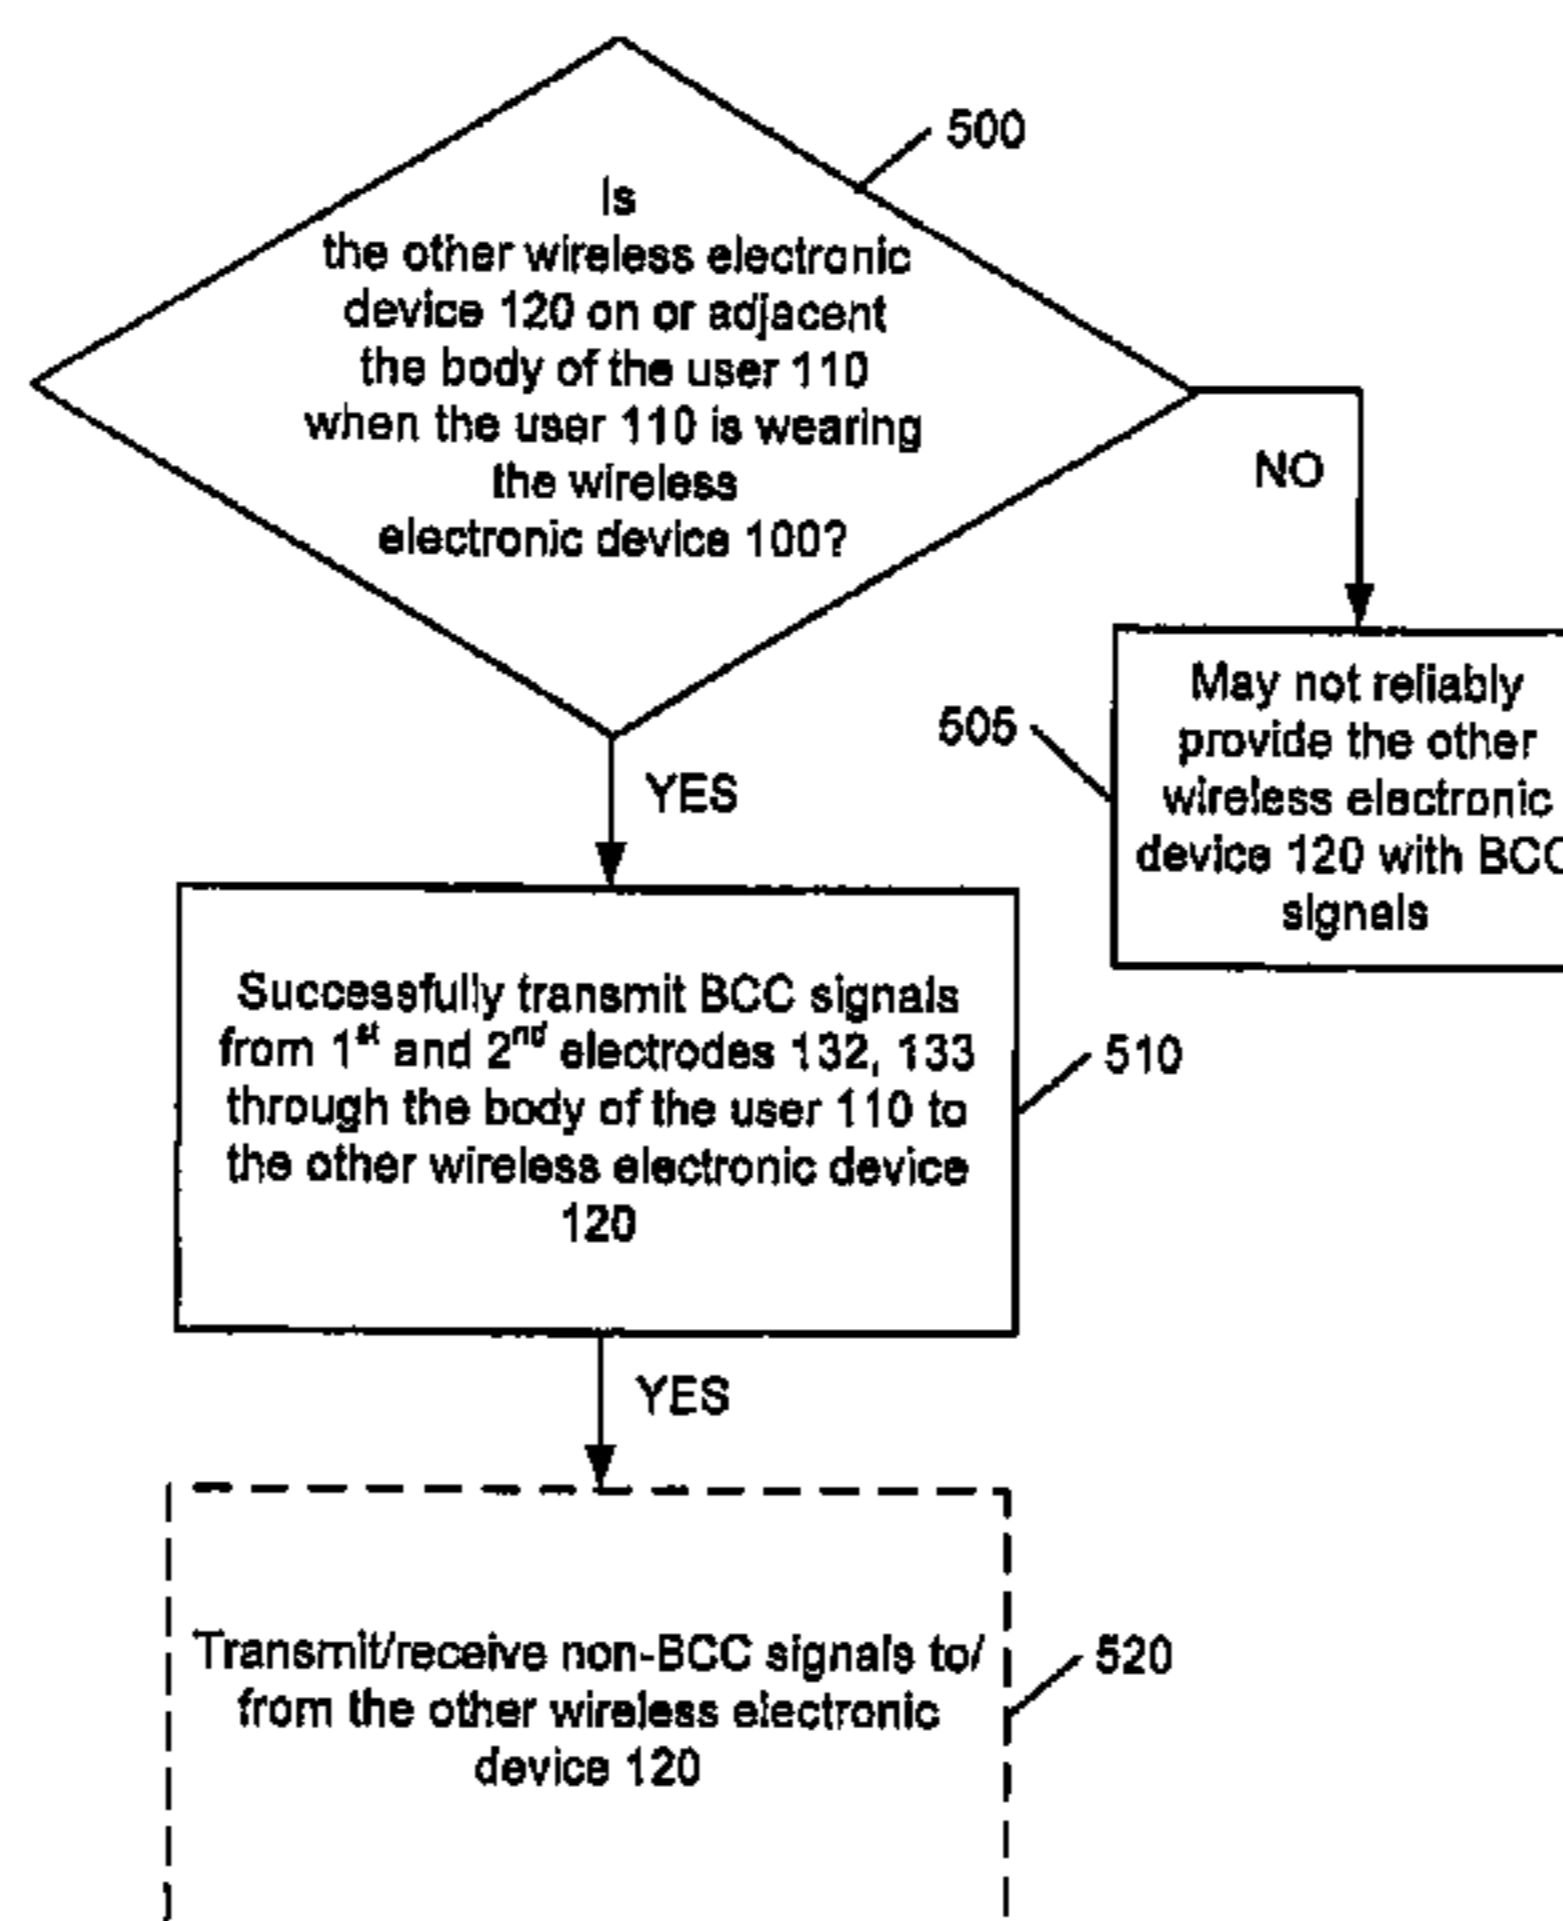 500
Is
the other wireless electronic
device 120 on or adjacent
the body of the user 110
when the user 110 is wearing
the wireless
electronic device 100?
NO
YES
505
May not reliably
provide the other
wireless electronic
device 120 with BCC
signals
Successfully transmit BCC signals
from 1st and 2nd electrodes 132, 133
through the body of the user 110 to
the other wireless electronic device
120
510
YES
Transmit/receive non-BCC signals to/
from the other wireless electronic
device 120
520